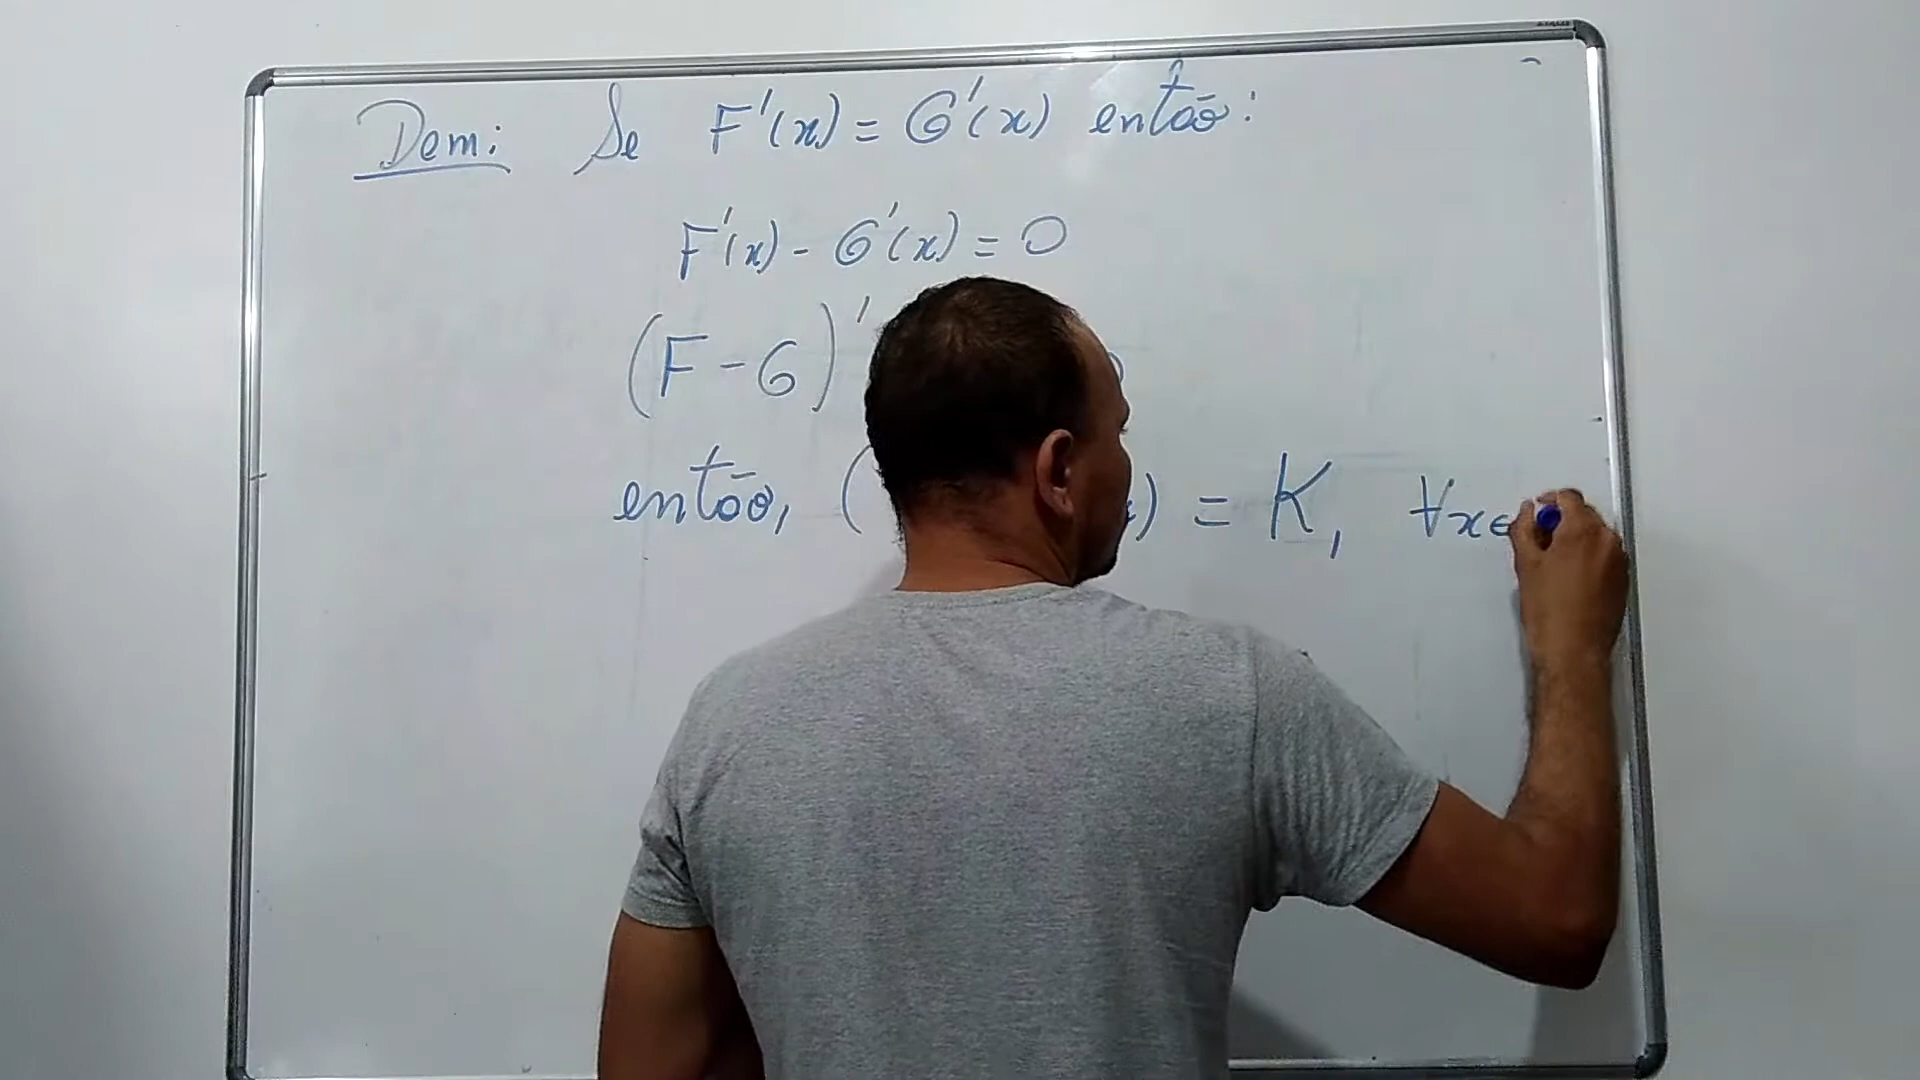 Dem: Se F'(x) = G'(x) então:
F'(x) - G'(x) = 0
(F - G)'
então, ( ) = K, ∀x∈